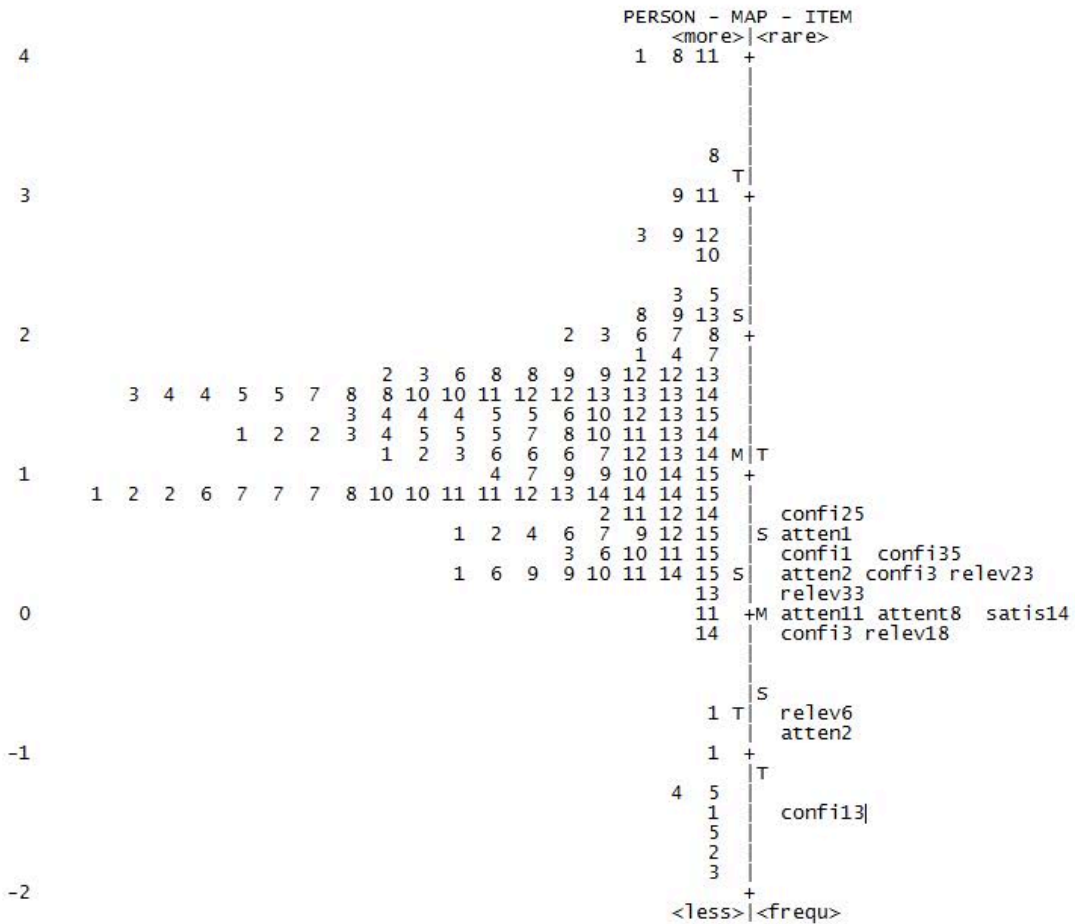 PERSON - MAP - ITEM
<more>|<rare>
4 1 8 11 +
|
|
|
|
8 |
T|
3 9 11 +
|
3 9 12 |
10 |
|
3 5 |
8 9 13 S|
2 2 3 6 7 8 +
1 4 7 |
2 3 6 8 8 9 9 12 12 13 |
3 4 4 5 5 7 8 8 10 10 11 12 12 13 13 13 14 |
3 4 4 4 5 5 6 10 12 13 15 |
1 2 2 3 4 5 5 5 7 8 10 11 13 14 |
1 2 3 6 6 6 7 12 13 14 M|T
1 4 7 9 9 10 14 15 +
1 2 2 6 7 7 7 8 10 10 11 11 12 13 14 14 14 15 |
2 11 12 14 | confi25
1 2 4 6 7 9 12 15 |S atten1
3 6 10 11 15 | confi1 confi35
1 6 9 9 10 11 14 15 S| atten2 confi3 relev23
13 | relev33
0 11 +M atten11 attent8 satis14
14 | confi3 relev18
|
|
|S
1 T| relev6
| atten2
-1 1 +
|T
4 5 |
1 | confi13|
5 |
2 |
3 |
-2 +
<less>|<frequ>